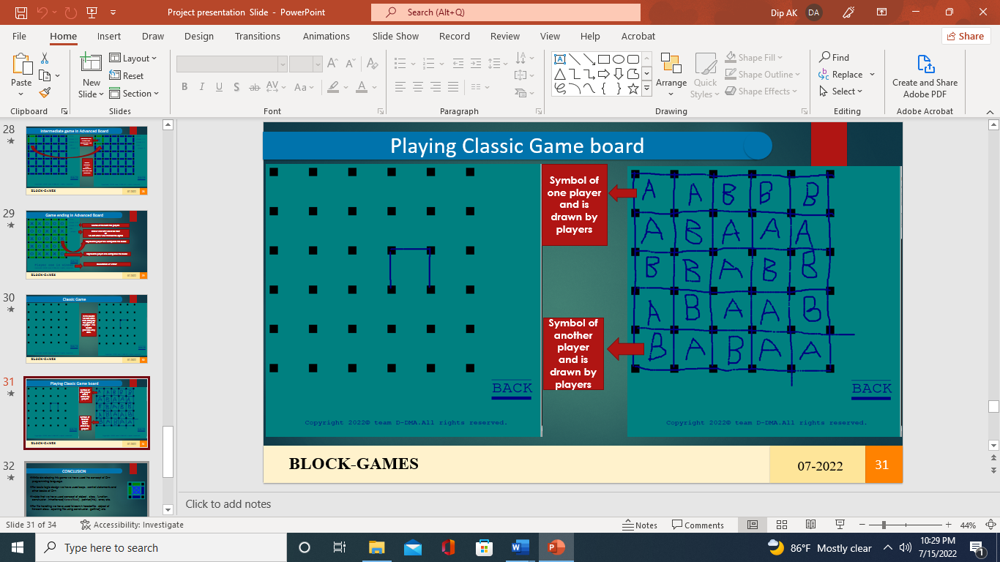 Project presentation Slide - PowerPoint
Search (Alt+Q)
Dip AK
DA
File Home Insert Draw Design Transitions Animations Slide Show Record Review View Help Acrobat
Share
Paste
New
Slide
Layout
Reset
Section
Find
Replace
Select
Arrange
Quick
Styles
Shape Fill
Shape Outline
Shape Effects
Create and Share
Adobe PDF
Clipboard Slides Font Paragraph Drawing Editing Adobe Acrobat
28
Intermediate game in Advanced Board
BLOCK-GAMES
29
Game ending in Advanced Board
BLOCK-GAMES
30
Classic Game
BLOCK-GAMES
31
Playing Classic Game board
BLOCK-GAMES
32
CONCLUSION
Playing Classic Game board
Symbol of
one player
and is
drawn by
players
Symbol of
another
player
and is
drawn by
players
A A B B B
A B A A A
B B A B B
A B A A B
B A B A A
BACK
BACK
Copyright 2022© team D-DMA.All rights reserved.
Copyright 2022© team D-DMA.All rights reserved.
BLOCK-GAMES
07-2022
31
Click to add notes
Slide 31 of 34
Accessibility: Investigate
Notes
Comments
44%
Type here to search
86°F Mostly clear
10:29 PM
7/15/2022
1